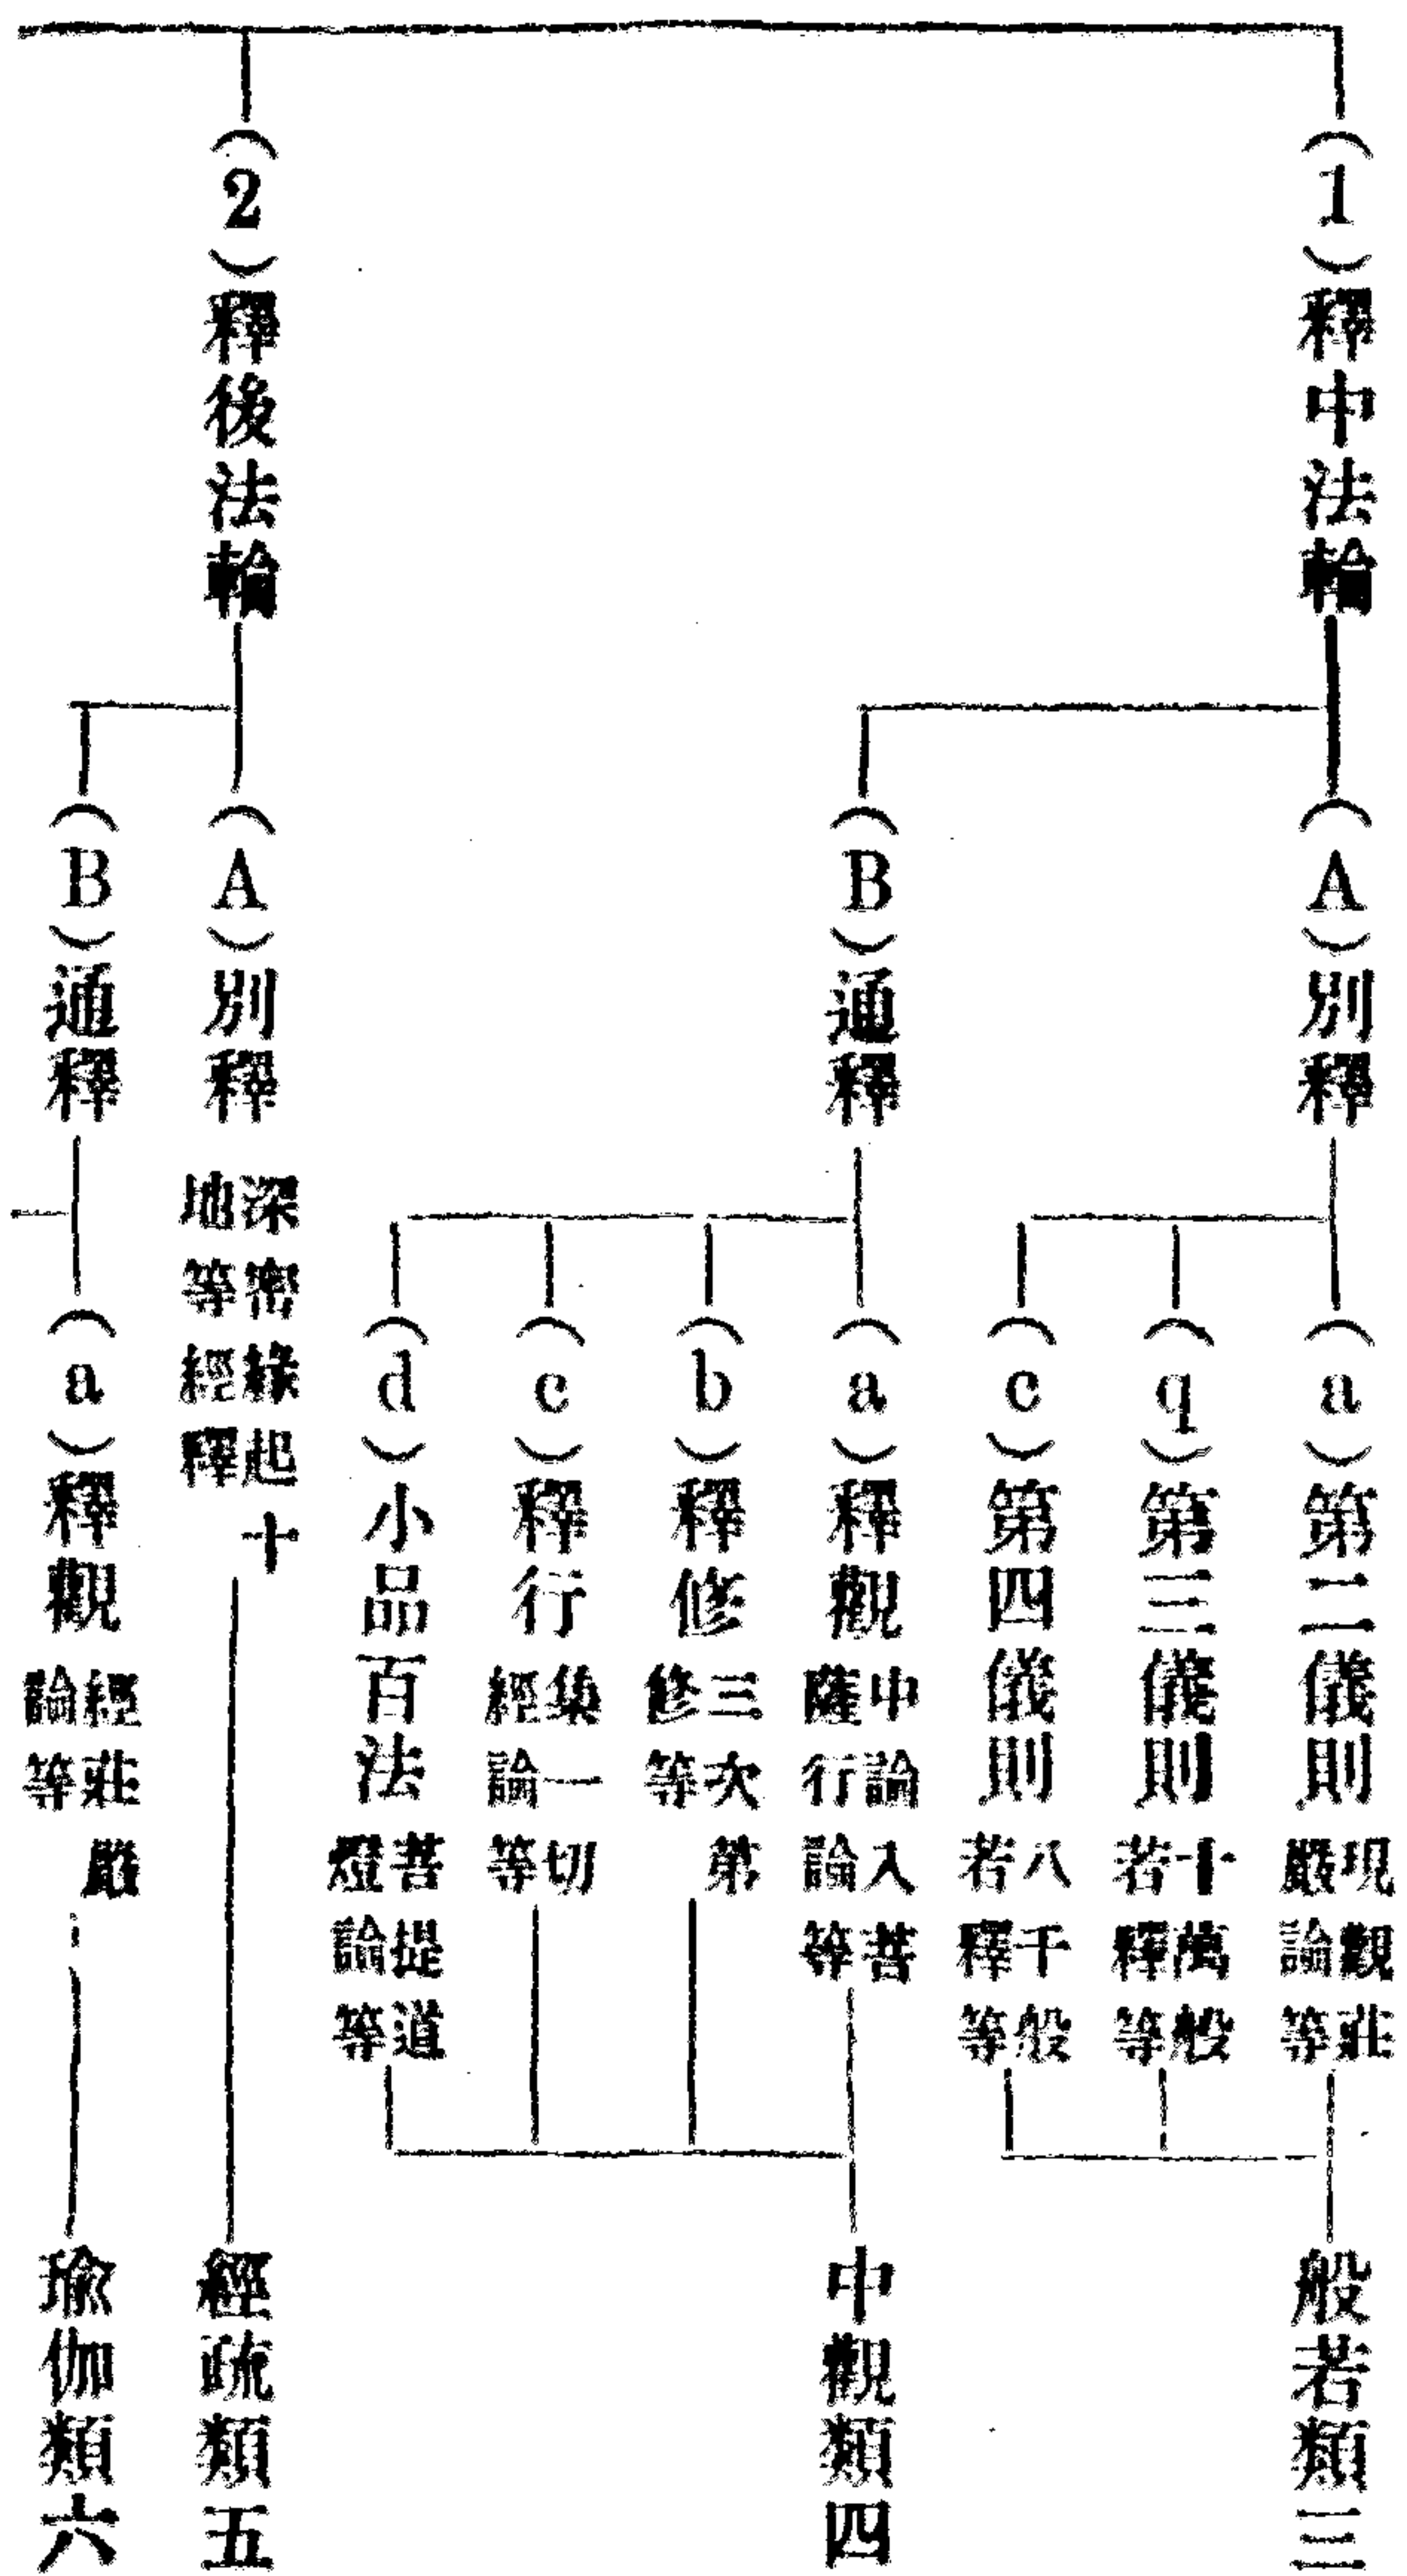 (1)釋中法輪
(A)別釋
(a)第二儀則
現觀莊
嚴論等
般若類三
(q)第三儀則
十萬般
若釋等
(c)第四儀則
八千般
若釋等
(B)通釋
(a)釋觀
中論入菩
薩行論等
中觀類四
(b)釋修
三次第
修等
(c)釋行
集一切
經論等
(d)小品百法
菩提道
燈論等
(2)釋後法輪
(A)別釋
深密緣起十
地等經釋
經疏類五
(B)通釋
(a)釋觀
經莊嚴
論等
瑜伽類六